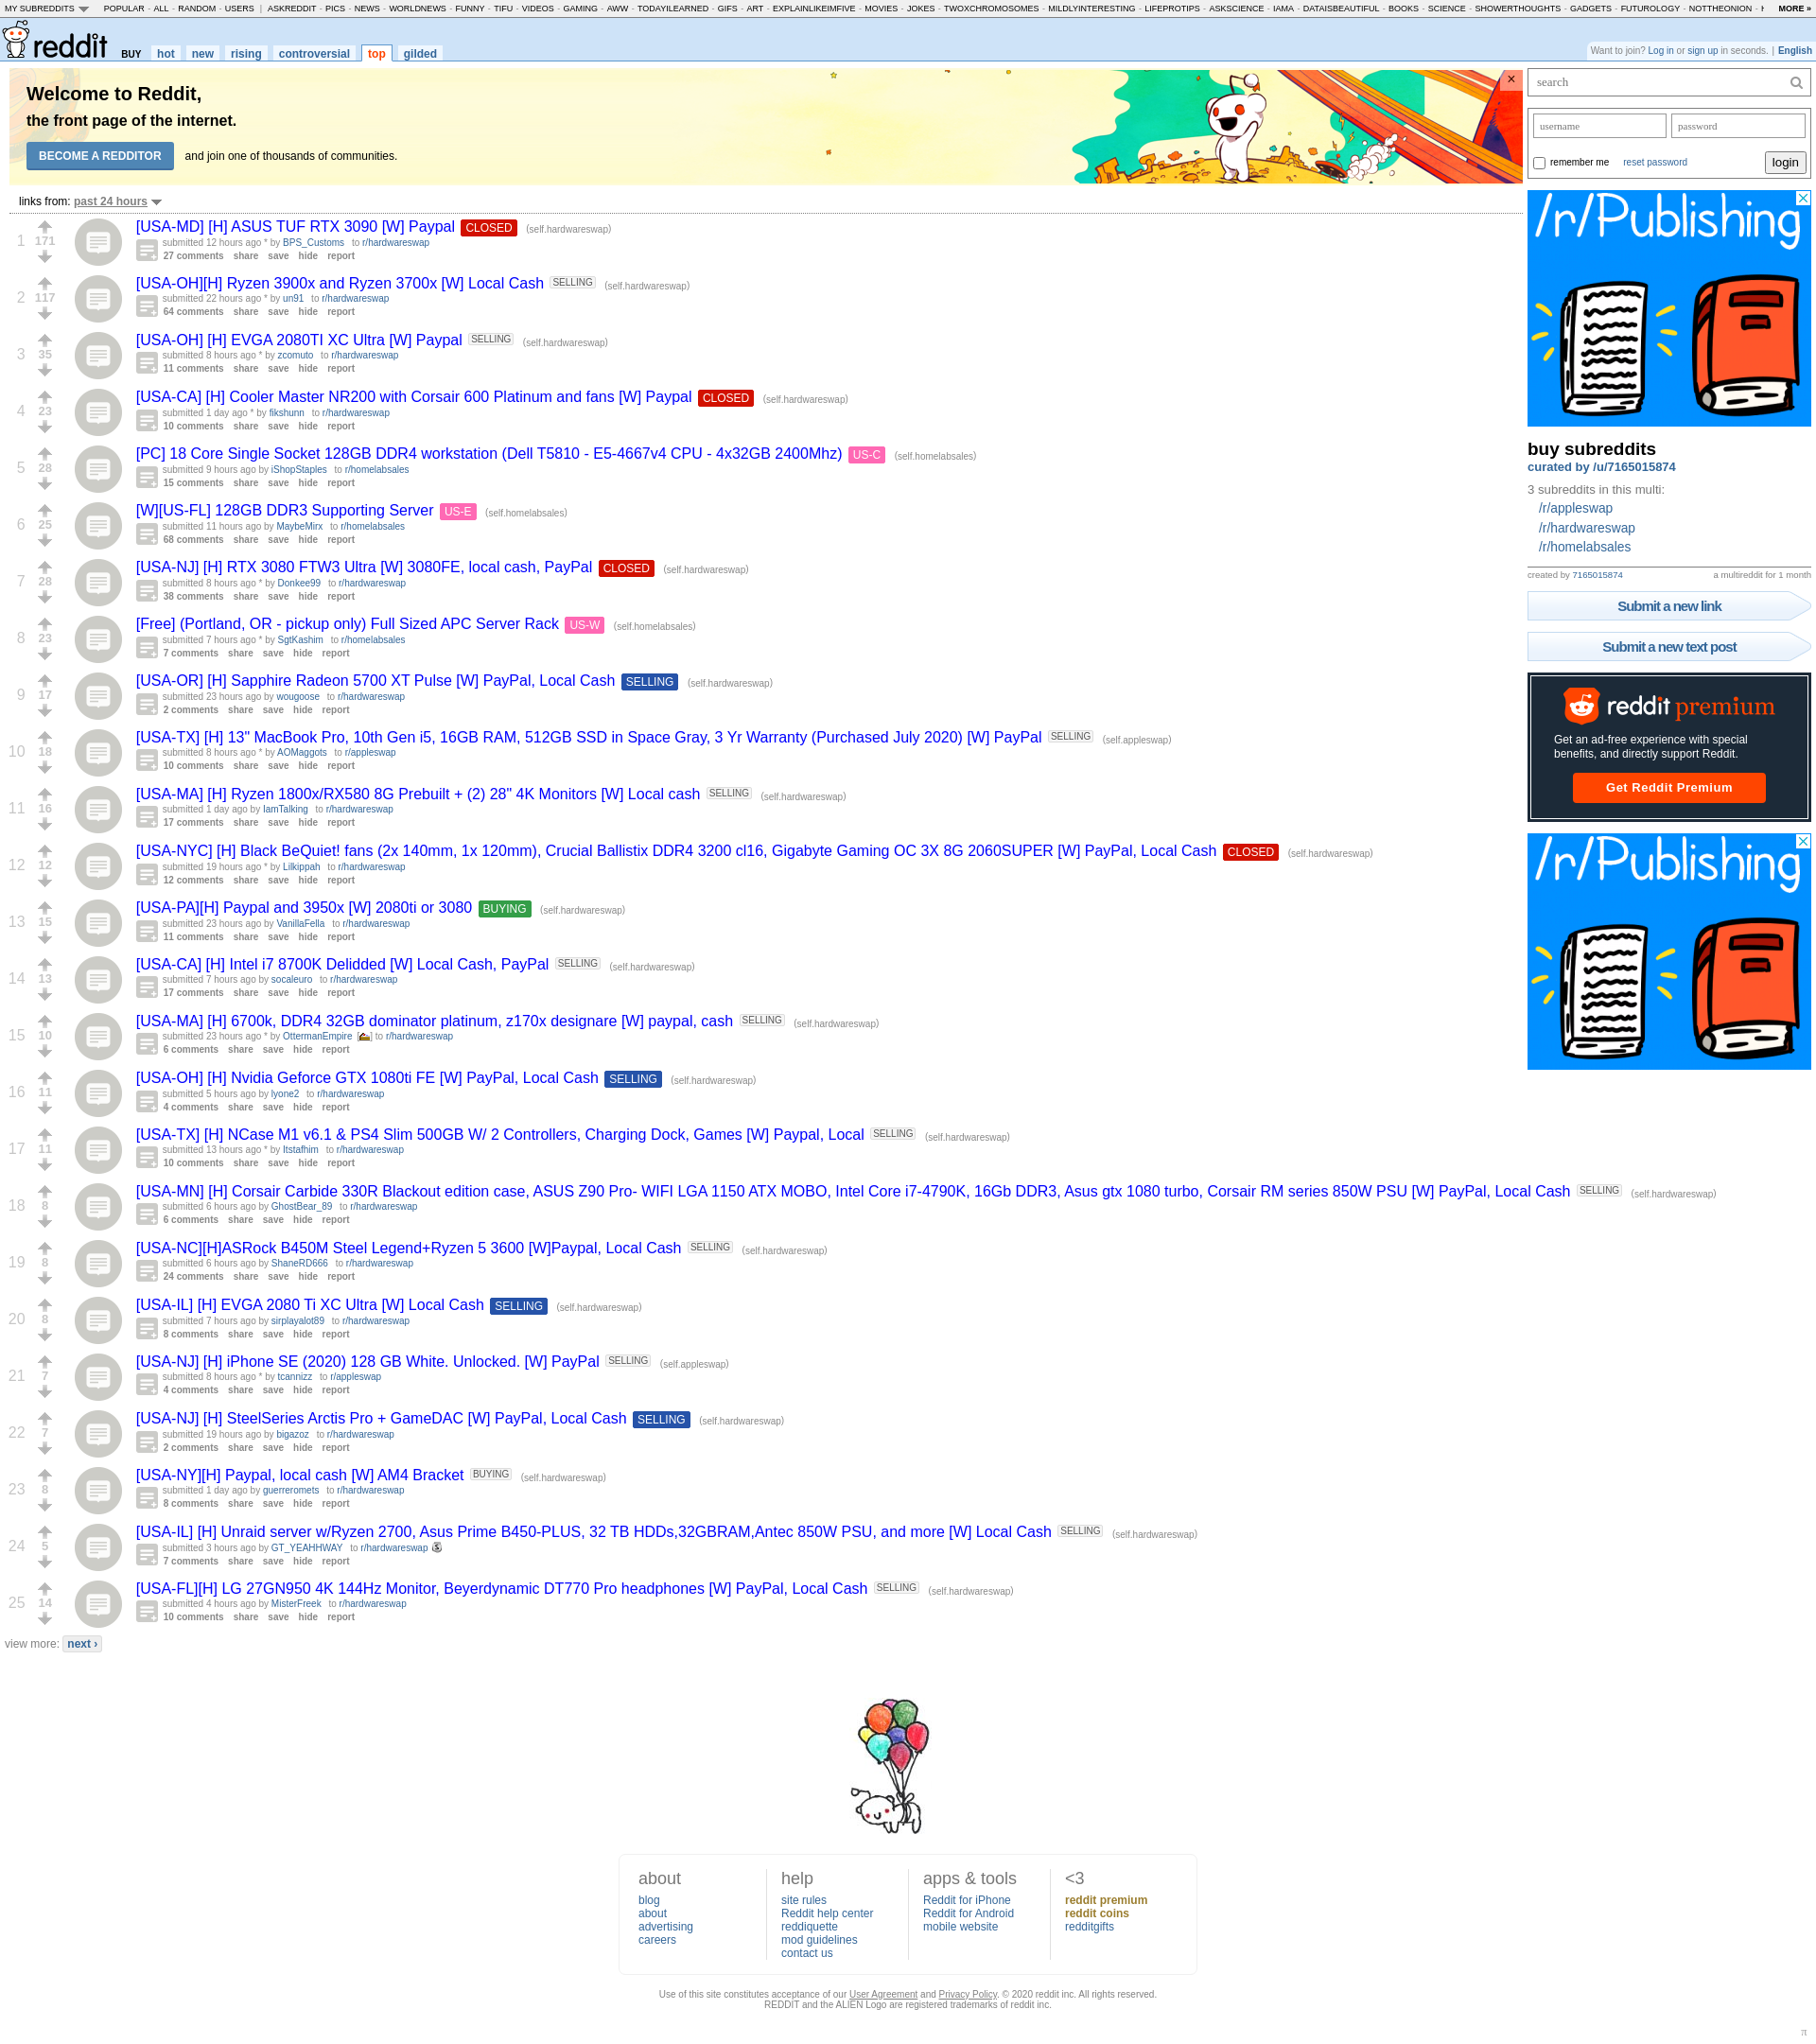 MY SUBREDDITS POPULAR - ALL - RANDOM - USERS | ASKREDDIT - PICS - NEWS - WORLDNEWS - FUNNY - TIFU - VIDEOS - GAMING - AWW - TODAYILEARNED - GIFS - ART - EXPLAINLIKEIMFIVE - MOVIES - JOKES - TWOXCHROMOSOMES - MILDLYINTERESTING - LIFEPROTIPS - ASKSCIENCE - IAMA - DATAISBEAUTIFUL - BOOKS - SCIENCE - SHOWERTHOUGHTS - GADGETS - FUTUROLOGY - NOTTHEONION - MORE »
reddit BUY hot new rising controversial top gilded
Want to join? Log in or sign up in seconds. | English
Welcome to Reddit,
the front page of the internet.
BECOME A REDDITOR and join one of thousands of communities.
×
links from: past 24 hours
1 171 [USA-MD] [H] ASUS TUF RTX 3090 [W] Paypal CLOSED (self.hardwareswap)
submitted 12 hours ago * by BPS_Customs to r/hardwareswap
27 comments share save hide report
2 117 [USA-OH][H] Ryzen 3900x and Ryzen 3700x [W] Local Cash SELLING (self.hardwareswap)
submitted 22 hours ago * by un91 to r/hardwareswap
64 comments share save hide report
3 35 [USA-OH] [H] EVGA 2080TI XC Ultra [W] Paypal SELLING (self.hardwareswap)
submitted 8 hours ago * by zcomuto to r/hardwareswap
11 comments share save hide report
4 23 [USA-CA] [H] Cooler Master NR200 with Corsair 600 Platinum and fans [W] Paypal CLOSED (self.hardwareswap)
submitted 1 day ago * by fikshunn to r/hardwareswap
10 comments share save hide report
5 28 [PC] 18 Core Single Socket 128GB DDR4 workstation (Dell T5810 - E5-4667v4 CPU - 4x32GB 2400Mhz) US-C (self.homelabsales)
submitted 9 hours ago by iShopStaples to r/homelabsales
15 comments share save hide report
6 25 [W][US-FL] 128GB DDR3 Supporting Server US-E (self.homelabsales)
submitted 11 hours ago by MaybeMirx to r/homelabsales
68 comments share save hide report
7 28 [USA-NJ] [H] RTX 3080 FTW3 Ultra [W] 3080FE, local cash, PayPal CLOSED (self.hardwareswap)
submitted 8 hours ago * by Donkee99 to r/hardwareswap
38 comments share save hide report
8 23 [Free] (Portland, OR - pickup only) Full Sized APC Server Rack US-W (self.homelabsales)
submitted 7 hours ago * by SgtKashim to r/homelabsales
7 comments share save hide report
9 17 [USA-OR] [H] Sapphire Radeon 5700 XT Pulse [W] PayPal, Local Cash SELLING (self.hardwareswap)
submitted 23 hours ago by wougoose to r/hardwareswap
2 comments share save hide report
10 18 [USA-TX] [H] 13" MacBook Pro, 10th Gen i5, 16GB RAM, 512GB SSD in Space Gray, 3 Yr Warranty (Purchased July 2020) [W] PayPal SELLING (self.appleswap)
submitted 8 hours ago * by AOMaggots to r/appleswap
10 comments share save hide report
11 16 [USA-MA] [H] Ryzen 1800x/RX580 8G Prebuilt + (2) 28" 4K Monitors [W] Local cash SELLING (self.hardwareswap)
submitted 1 day ago by IamTalking to r/hardwareswap
17 comments share save hide report
12 12 [USA-NYC] [H] Black BeQuiet! fans (2x 140mm, 1x 120mm), Crucial Ballistix DDR4 3200 cl16, Gigabyte Gaming OC 3X 8G 2060SUPER [W] PayPal, Local Cash CLOSED (self.hardwareswap)
submitted 19 hours ago * by Lilkippah to r/hardwareswap
12 comments share save hide report
13 15 [USA-PA][H] Paypal and 3950x [W] 2080ti or 3080 BUYING (self.hardwareswap)
submitted 23 hours ago by VanillaFella to r/hardwareswap
11 comments share save hide report
14 13 [USA-CA] [H] Intel i7 8700K Delidded [W] Local Cash, PayPal SELLING (self.hardwareswap)
submitted 7 hours ago by socaleuro to r/hardwareswap
17 comments share save hide report
15 10 [USA-MA] [H] 6700k, DDR4 32GB dominator platinum, z170x designare [W] paypal, cash SELLING (self.hardwareswap)
submitted 23 hours ago * by OttermanEmpire [] to r/hardwareswap
6 comments share save hide report
16 11 [USA-OH] [H] Nvidia Geforce GTX 1080ti FE [W] PayPal, Local Cash SELLING (self.hardwareswap)
submitted 5 hours ago by lyone2 to r/hardwareswap
4 comments share save hide report
17 11 [USA-TX] [H] NCase M1 v6.1 & PS4 Slim 500GB W/ 2 Controllers, Charging Dock, Games [W] Paypal, Local SELLING (self.hardwareswap)
submitted 13 hours ago * by Itstafhim to r/hardwareswap
10 comments share save hide report
18 8 [USA-MN] [H] Corsair Carbide 330R Blackout edition case, ASUS Z90 Pro- WIFI LGA 1150 ATX MOBO, Intel Core i7-4790K, 16Gb DDR3, Asus gtx 1080 turbo, Corsair RM series 850W PSU [W] PayPal, Local Cash SELLING (self.hardwareswap)
submitted 6 hours ago by GhostBear_89 to r/hardwareswap
6 comments share save hide report
19 8 [USA-NC][H]ASRock B450M Steel Legend+Ryzen 5 3600 [W]Paypal, Local Cash SELLING (self.hardwareswap)
submitted 6 hours ago by ShaneRD666 to r/hardwareswap
24 comments share save hide report
20 8 [USA-IL] [H] EVGA 2080 Ti XC Ultra [W] Local Cash SELLING (self.hardwareswap)
submitted 7 hours ago by sirplayalot89 to r/hardwareswap
8 comments share save hide report
21 7 [USA-NJ] [H] iPhone SE (2020) 128 GB White. Unlocked. [W] PayPal SELLING (self.appleswap)
submitted 8 hours ago * by tcannizz to r/appleswap
4 comments share save hide report
22 7 [USA-NJ] [H] SteelSeries Arctis Pro + GameDAC [W] PayPal, Local Cash SELLING (self.hardwareswap)
submitted 19 hours ago by bigazoz to r/hardwareswap
2 comments share save hide report
23 8 [USA-NY][H] Paypal, local cash [W] AM4 Bracket BUYING (self.hardwareswap)
submitted 1 day ago by guerreromets to r/hardwareswap
8 comments share save hide report
24 5 [USA-IL] [H] Unraid server w/Ryzen 2700, Asus Prime B450-PLUS, 32 TB HDDs,32GBRAM,Antec 850W PSU, and more [W] Local Cash SELLING (self.hardwareswap)
submitted 3 hours ago by GT_YEAHHWAY to r/hardwareswap
7 comments share save hide report
25 14 [USA-FL][H] LG 27GN950 4K 144Hz Monitor, Beyerdynamic DT770 Pro headphones [W] PayPal, Local Cash SELLING (self.hardwareswap)
submitted 4 hours ago by MisterFreek to r/hardwareswap
10 comments share save hide report
view more: next ›
search
username password
remember me reset password login
/r/Publishing
buy subreddits
curated by /u/7165015874
3 subreddits in this multi:
/r/appleswap
/r/hardwareswap
/r/homelabsales
created by 7165015874 a multireddit for 1 month
Submit a new link
Submit a new text post
reddit premium
Get an ad-free experience with special
benefits, and directly support Reddit.
Get Reddit Premium
/r/Publishing
about
blog
about
advertising
careers
help
site rules
Reddit help center
reddiquette
mod guidelines
contact us
apps & tools
Reddit for iPhone
Reddit for Android
mobile website
<3
reddit premium
reddit coins
redditgifts
Use of this site constitutes acceptance of our User Agreement and Privacy Policy. © 2020 reddit inc. All rights reserved.
REDDIT and the ALIEN Logo are registered trademarks of reddit inc.
π